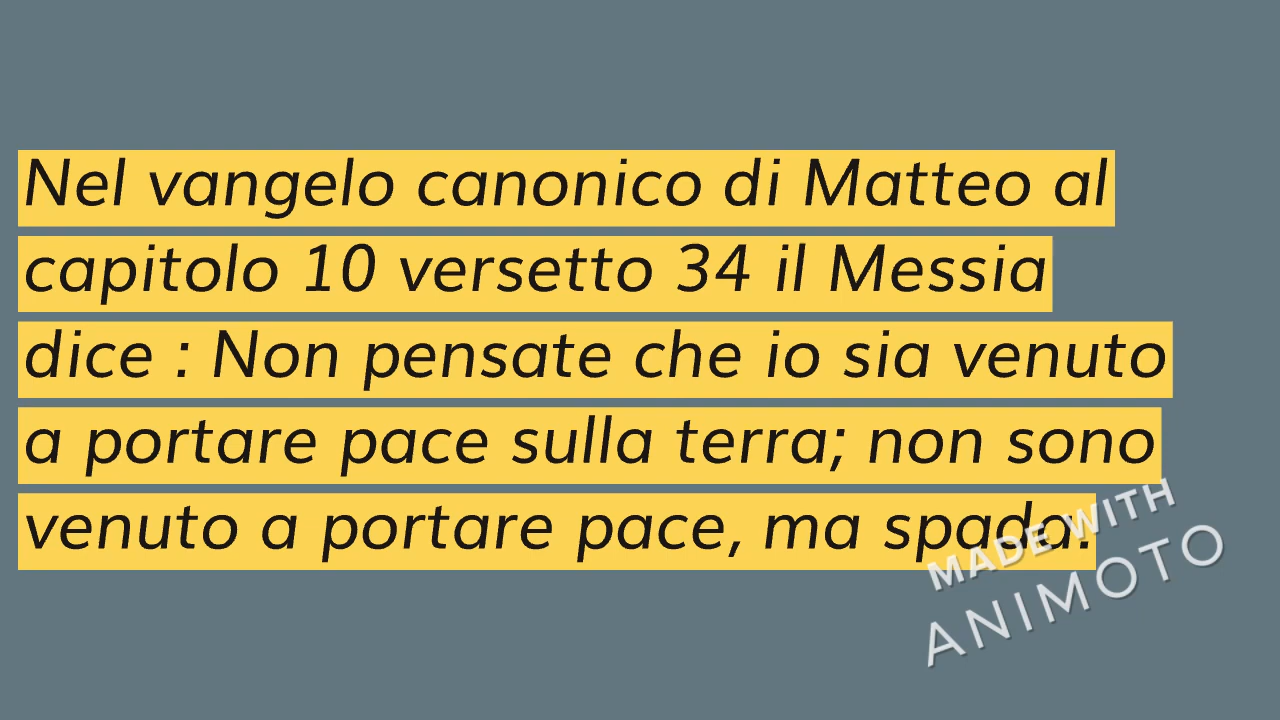 Nel vangelo canonico di Matteo al
capitolo 10 versetto 34 il Messia
dice : Non pensate che io sia venuto
a portare pace sulla terra; non sono
venuto a portare pace, ma spada.
MADE WITH
ANIMOTO